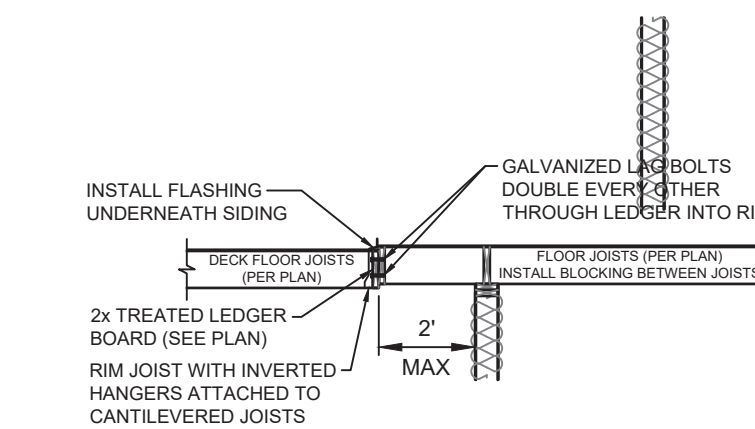 INSTALL FLASHING
UNDERNEATH SIDING
GALVANIZED LAG BOLTS
DOUBLE EVERY OTHER
THROUGH LEDGER INTO RI
DECK FLOOR JOISTS
(PER PLAN)
FLOOR JOISTS (PER PLAN)
INSTALL BLOCKING BETWEEN JOISTS
2x TREATED LEDGER
BOARD (SEE PLAN)
2'
MAX
RIM JOIST WITH INVERTED
HANGERS ATTACHED TO
CANTILEVERED JOISTS